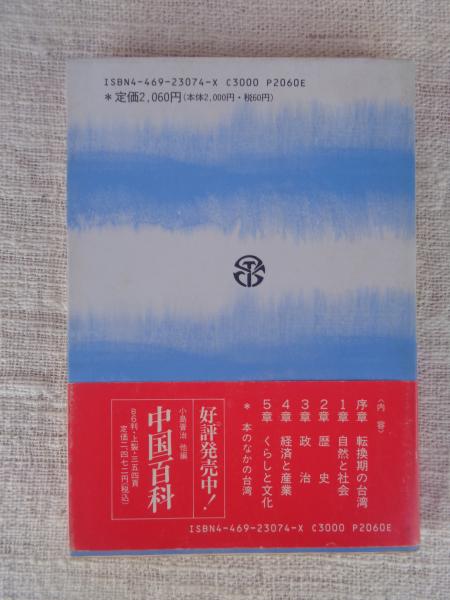 ISBN4-469-23074-X C3000 P2060E
*定価2,060円(本体2,000円・税60円)
〈内容〉
序章 転換期の台湾
1章 自然と社会
2章 歴史
3章 政治
4章 経済と産業
5章 くらしと文化
* 本のなかの台湾
好評発売中!
小島晋治 他編
中国百科
B6判・上製・三五四頁
定価二、四七二円(税込)
ISBN4-469-23074-X C3000 P2060E